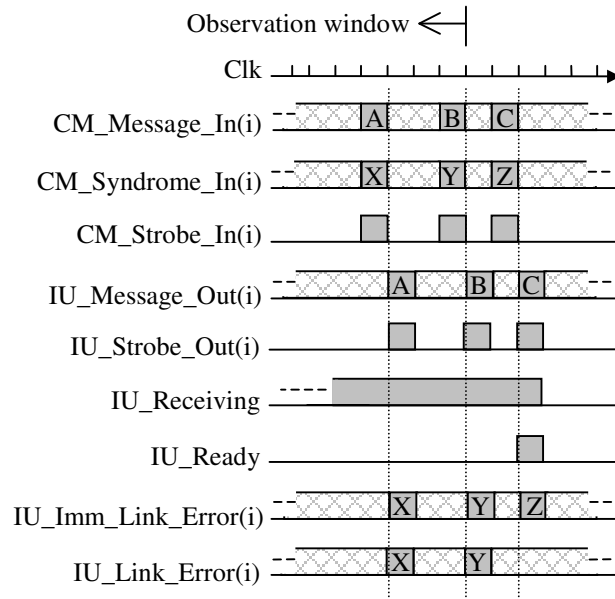 Observation window
Clk
CM_Message_In(i) A B C
CM_Syndrome_In(i) X Y Z
CM_Strobe_In(i)
IU_Message_Out(i) A B C
IU_Strobe_Out(i)
IU_Receiving
IU_Ready
IU_Imm_Link_Error(i) X Y Z
IU_Link_Error(i) X Y